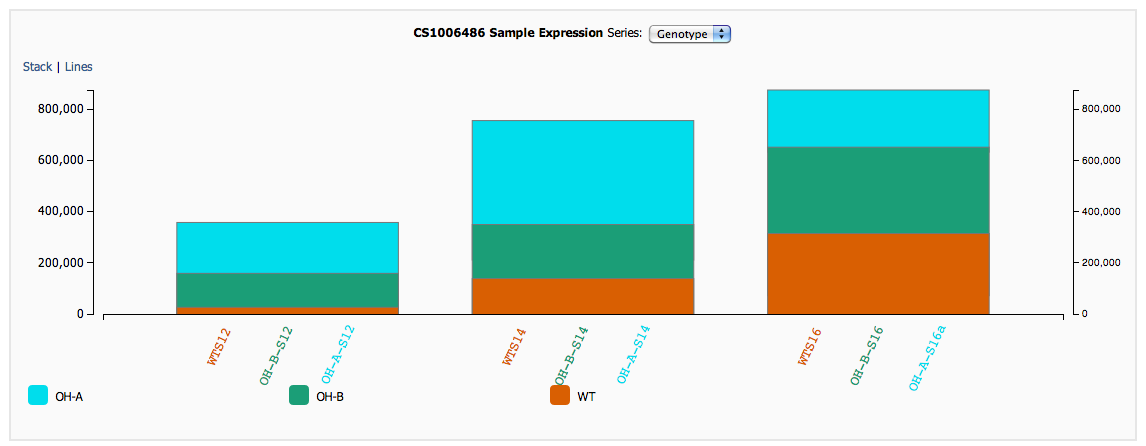 CS1006486 Sample Expression Series: Genotype
Stack | Lines
800,000
600,000
400,000
200,000
0
800,000
600,000
400,000
200,000
0
WTS12
OH-B-S12
OH-A-S12
WTS14
OH-B-S14
OH-A-S14
WTS16
OH-B-S16
OH-A-S16a
OH-A
OH-B
WT